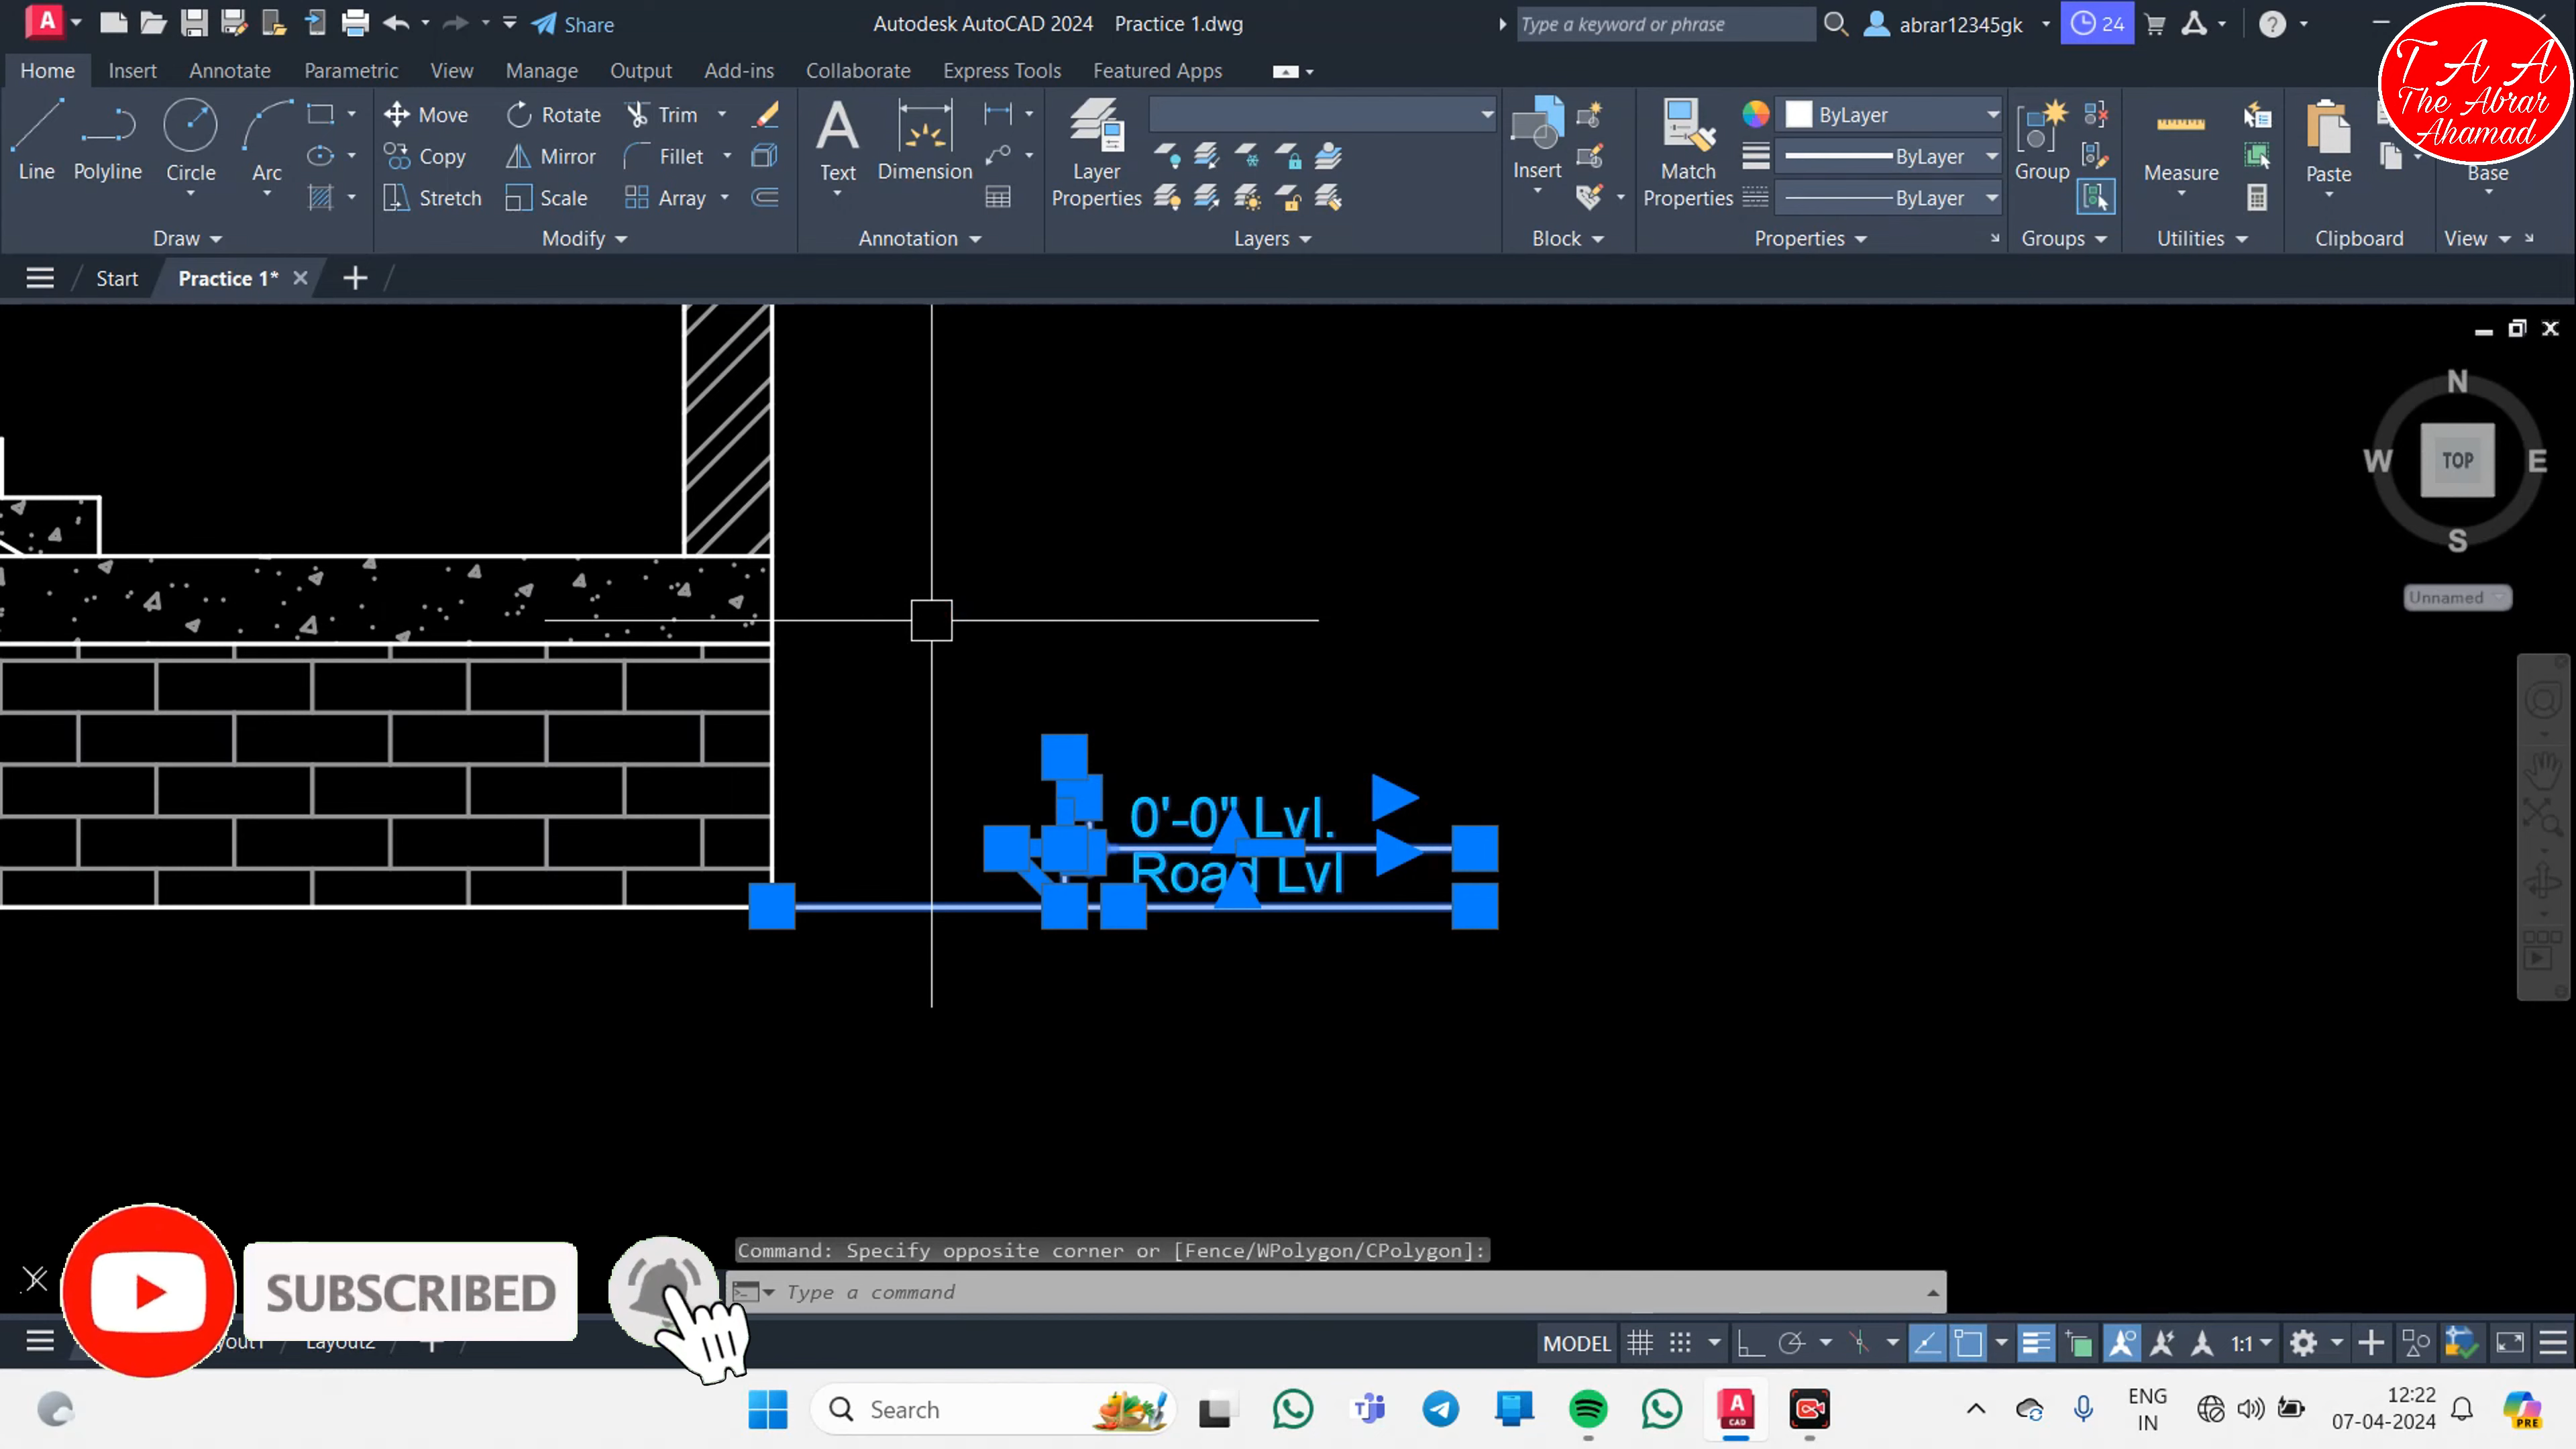 Share
Autodesk AutoCAD 2024 Practice 1.dwg
Type a keyword or phrase
abrar12345gk
24
T A A
The Abrar
Ahamad
Home Insert Annotate Parametric View Manage Output Add-ins Collaborate Express Tools Featured Apps
Line
Polyline
Circle
Arc
Draw
Move
Rotate
Trim
Copy
Mirror
Fillet
Stretch
Scale
Array
Modify
Text
Dimension
Annotation
Layer
Properties
Layers
Insert
Block
Match
Properties
ByLayer
ByLayer
ByLayer
Properties
Group
Groups
Measure
Utilities
Paste
Clipboard
Base
View
Start
Practice 1*
N
W
TOP
E
S
Unnamed
0'-0" Lvl.
Road Lvl
Command: Specify opposite corner or [Fence/WPolygon/CPolygon]:
Type a command
SUBSCRIBED
Layout2
MODEL
1:1
Search
ENG
IN
12:22
07-04-2024
PRE